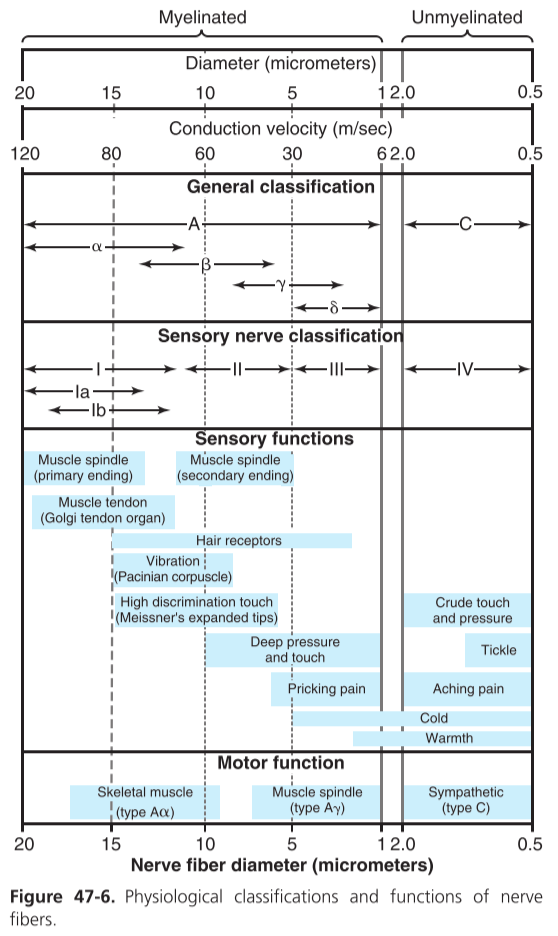 Myelinated Unmyelinated
Diameter (micrometers)
20 15 10 5 1 2.0 0.5
Conduction velocity (m/sec)
120 80 60 30 6 2.0 0.5
General classification
A C
α
β
γ
δ
Sensory nerve classification
I II III IV
Ia
Ib
Sensory functions
Muscle spindle
(primary ending)
Muscle spindle
(secondary ending)
Muscle tendon
(Golgi tendon organ)
Hair receptors
Vibration
(Pacinian corpuscle)
High discrimination touch
(Meissner's expanded tips)
Crude touch
and pressure
Deep pressure
and touch
Tickle
Pricking pain
Aching pain
Cold
Warmth
Motor function
Skeletal muscle
(type Aα)
Muscle spindle
(type Aγ)
Sympathetic
(type C)
20 15 10 5 1 2.0 0.5
Nerve fiber diameter (micrometers)
Figure 47-6. Physiological classifications and functions of nerve
fibers.